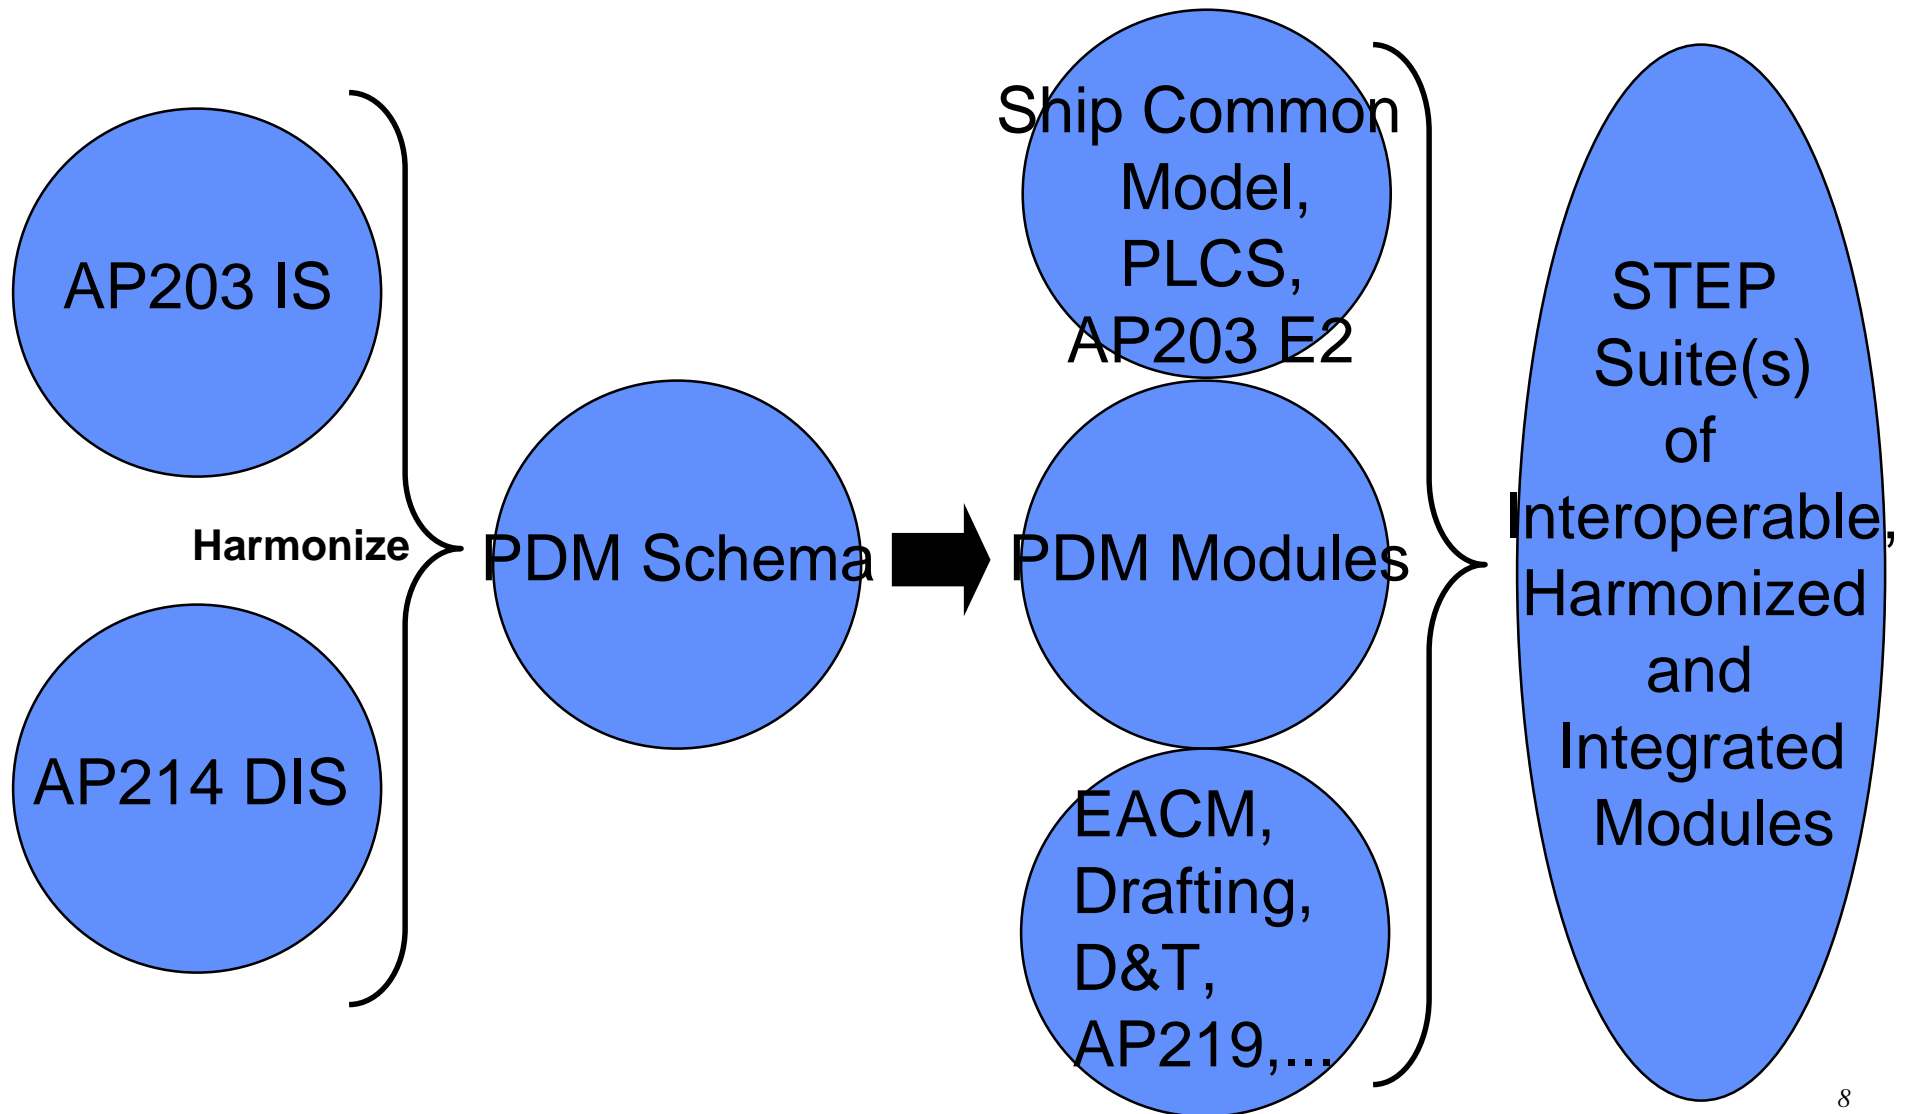 AP203 IS
Harmonize
AP214 DIS
PDM Schema
Ship Common
Model,
PLCS,
AP203 E2
PDM Modules
EACM,
Drafting,
D&T,
AP219,...
STEP
Suite(s)
of
Interoperable,
Harmonized
and
Integrated
Modules
8